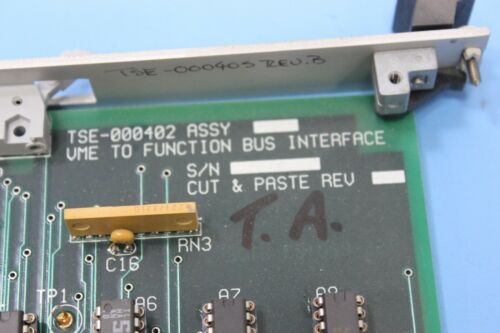 TSE-000405 REV.B
TSE-000402 ASSY
VME TO FUNCTION BUS INTERFACE
S/N
CUT & PASTE REV
T.A.
RN3
C16
TP1
A6
A7